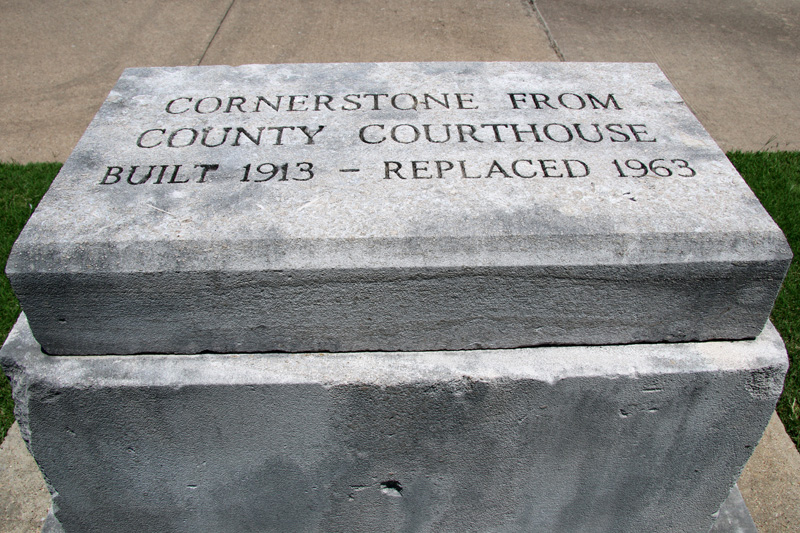 CORNERSTONE FROM
COUNTY COURTHOUSE
BUILT 1913 – REPLACED 1963